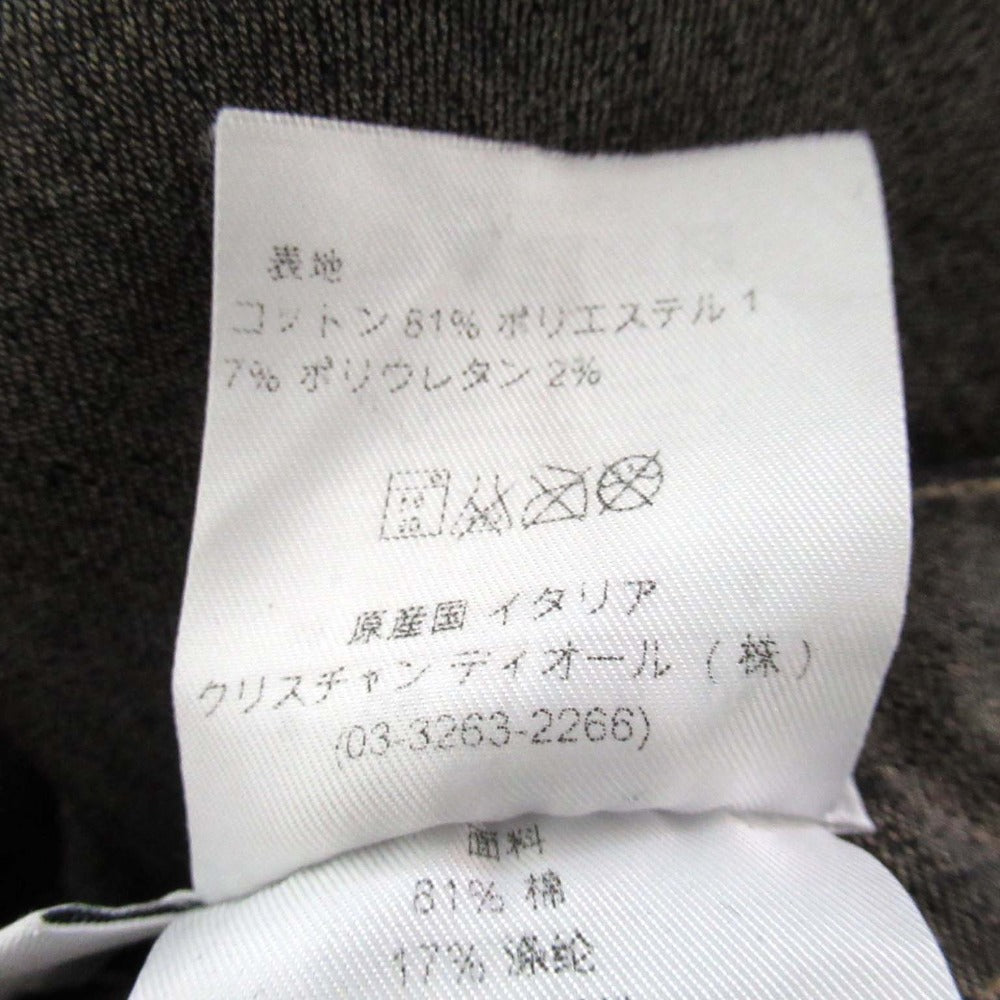 表地
コットン 81% ポリエステル 1
7% ポリウレタン 2%
原産国 イタリア
クリスチャン ディオール (株)
(03-3263-2266)
面料
81% 棉
17% 涤纶